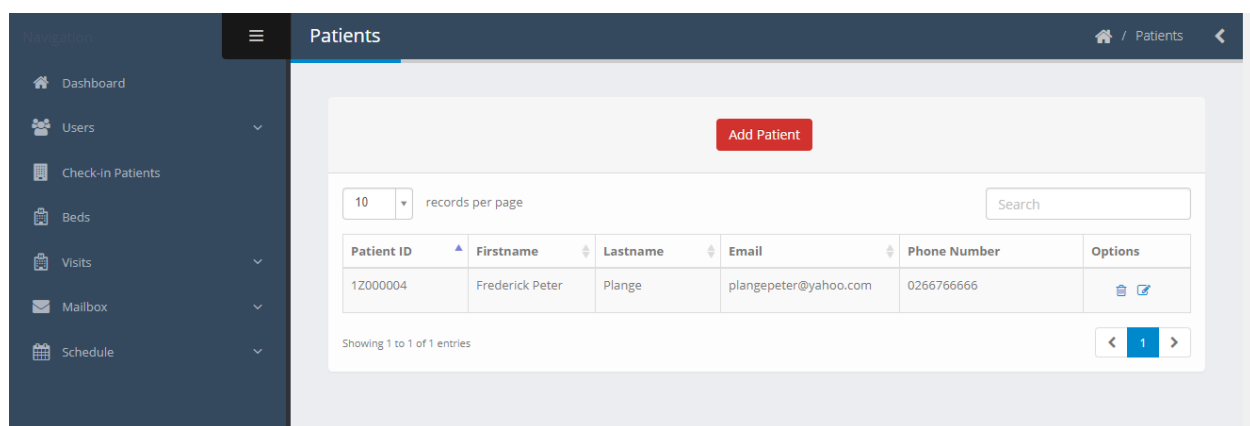 Navigation
Patients
/ Patients
Dashboard
Users
Check-in Patients
Beds
Visits
Mailbox
Schedule
Add Patient
10 records per page
Search
Patient ID Firstname Lastname Email Phone Number Options
1Z000004 Frederick Peter Plange plangepeter@yahoo.com 0266766666
Showing 1 to 1 of 1 entries
1